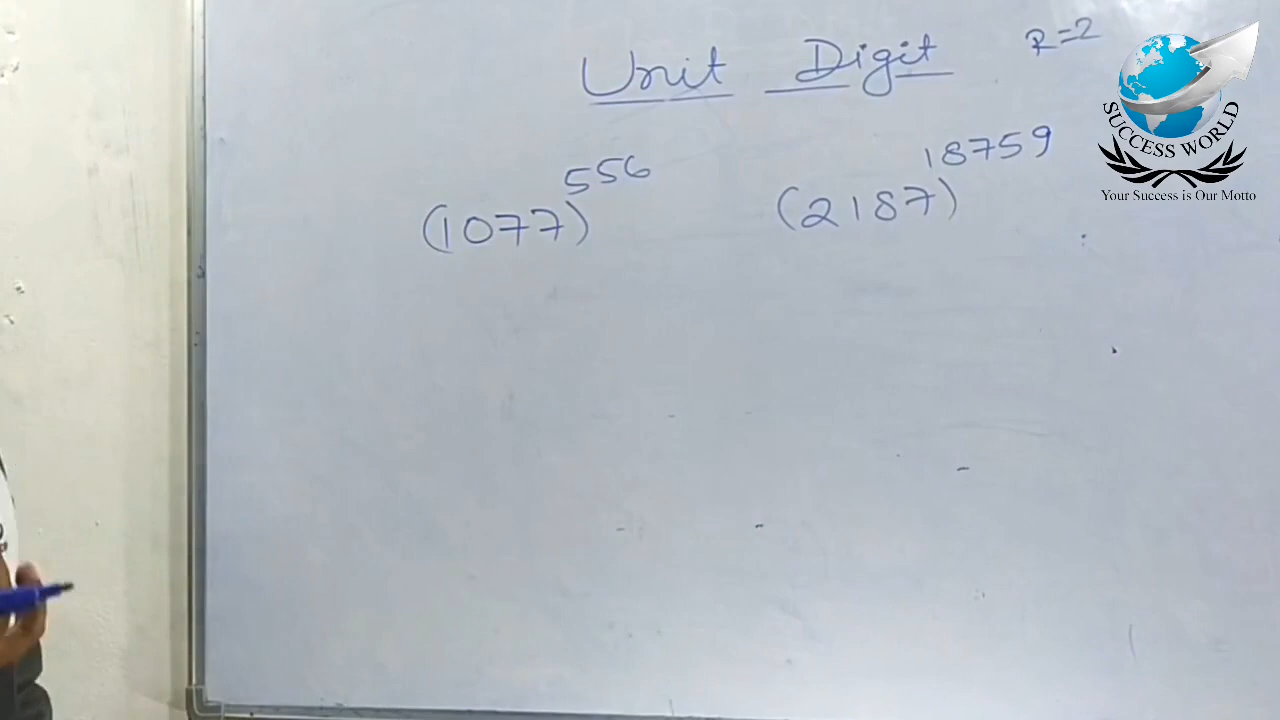 Unit Digit R=2
(1077)^556 (2187)^18759
SUCCESS WORLD
Your Success is Our Motto